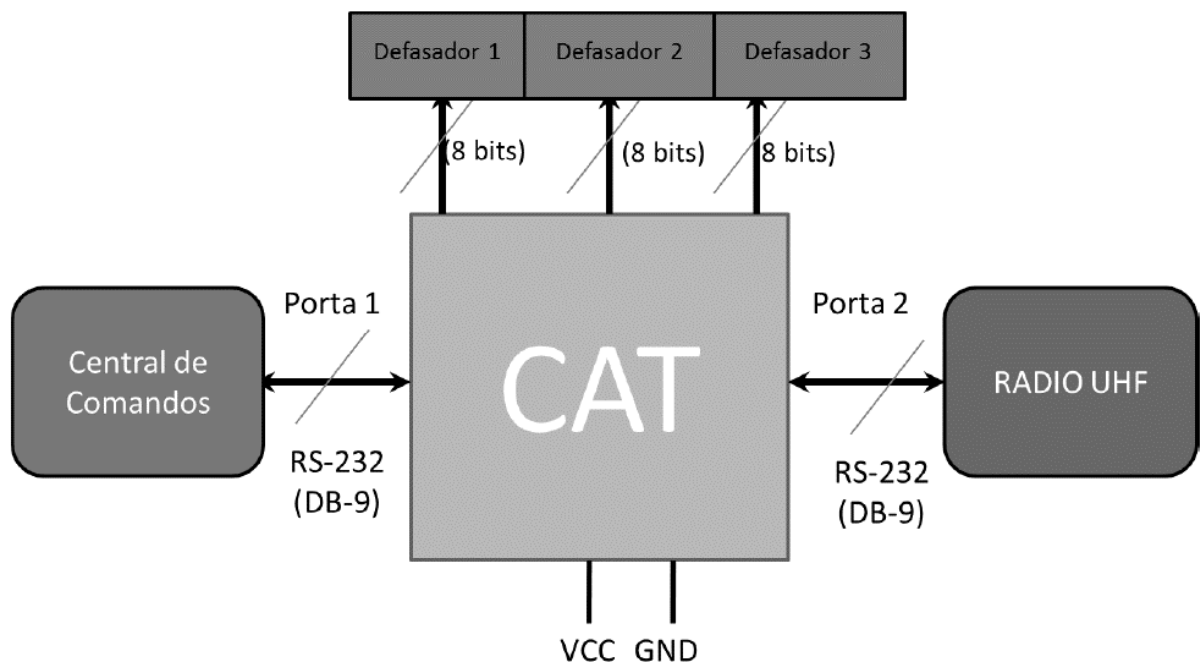 Defasador 1
Defasador 2
Defasador 3
(8 bits)
(8 bits)
8 bits)
Porta 1
Porta 2
Central de
Comandos
CAT
RADIO UHF
RS-232
(DB-9)
RS-232
(DB-9)
VCC
GND